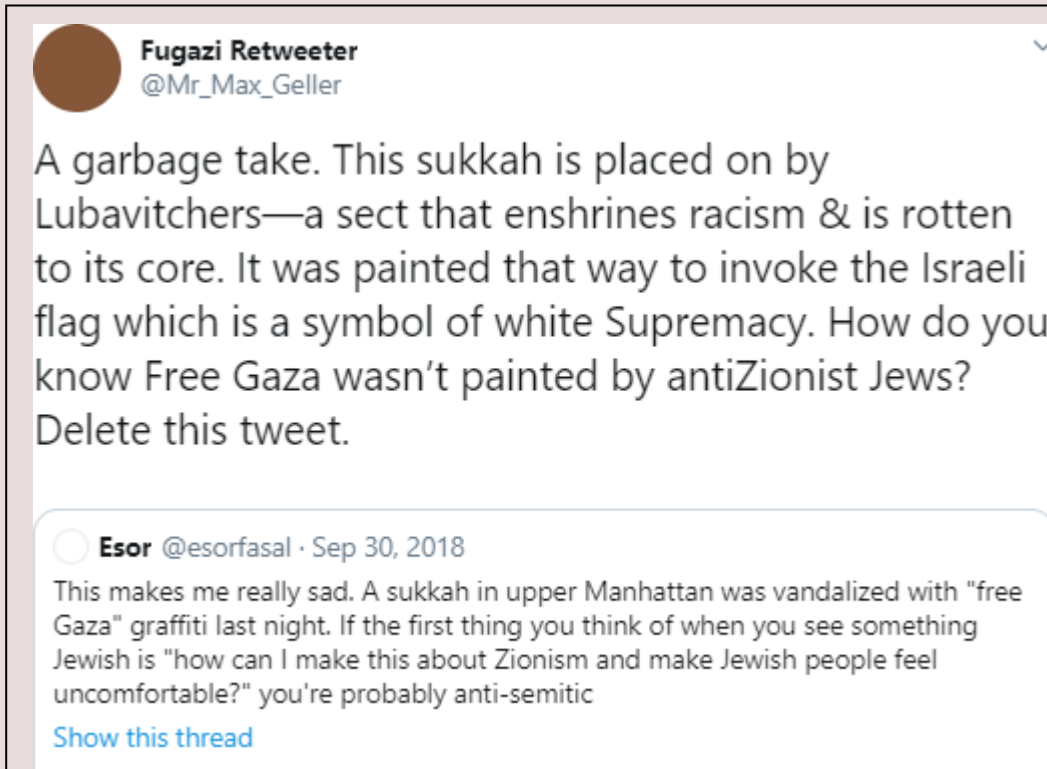 Fugazi Retweeter
@Mr_Max_Geller
A garbage take. This sukkah is placed on by
Lubavitchers—a sect that enshrines racism & is rotten
to its core. It was painted that way to invoke the Israeli
flag which is a symbol of white Supremacy. How do you
know Free Gaza wasn’t painted by antiZionist Jews?
Delete this tweet.
Esor @esorfasal · Sep 30, 2018
This makes me really sad. A sukkah in upper Manhattan was vandalized with "free
Gaza" graffiti last night. If the first thing you think of when you see something
Jewish is "how can I make this about Zionism and make Jewish people feel
uncomfortable?" you're probably anti-semitic
Show this thread